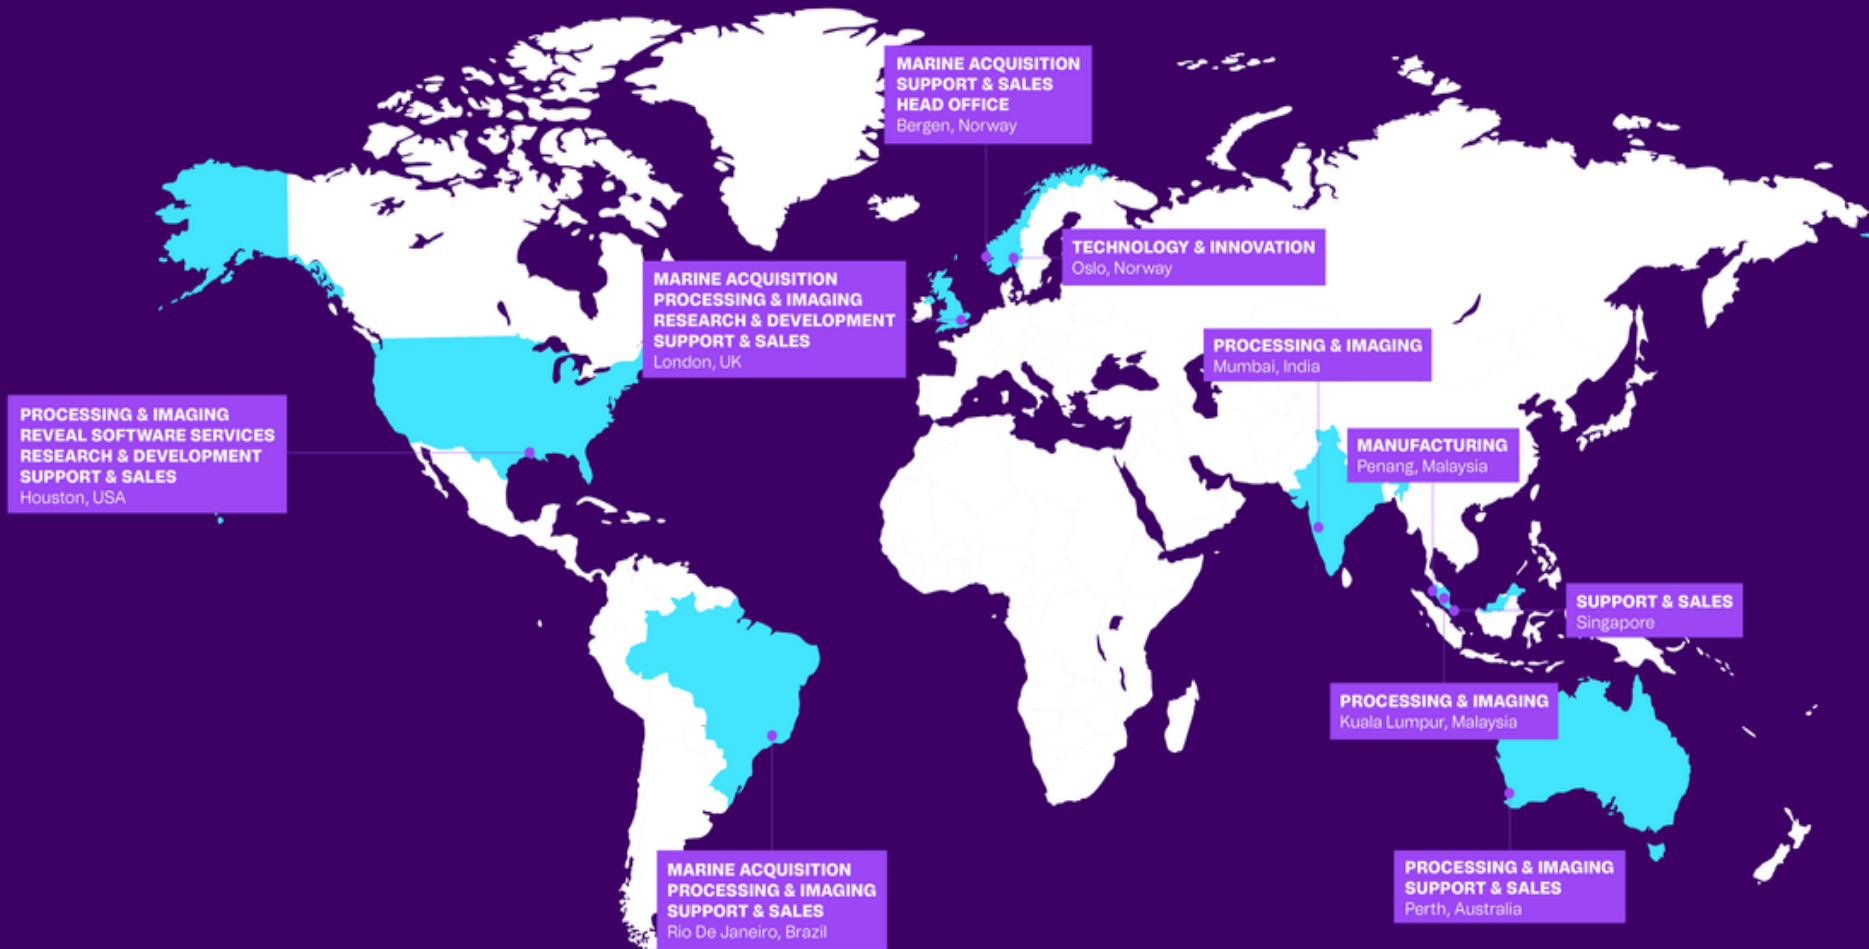 MARINE ACQUISITION
SUPPORT & SALES
HEAD OFFICE
Bergen, Norway
TECHNOLOGY & INNOVATION
Oslo, Norway
MARINE ACQUISITION
PROCESSING & IMAGING
RESEARCH & DEVELOPMENT
SUPPORT & SALES
London, UK
PROCESSING & IMAGING
Mumbai, India
PROCESSING & IMAGING
REVEAL SOFTWARE SERVICES
RESEARCH & DEVELOPMENT
SUPPORT & SALES
Houston, USA
MANUFACTURING
Penang, Malaysia
SUPPORT & SALES
Singapore
PROCESSING & IMAGING
Kuala Lumpur, Malaysia
MARINE ACQUISITION
PROCESSING & IMAGING
SUPPORT & SALES
Rio De Janeiro, Brazil
PROCESSING & IMAGING
SUPPORT & SALES
Perth, Australia